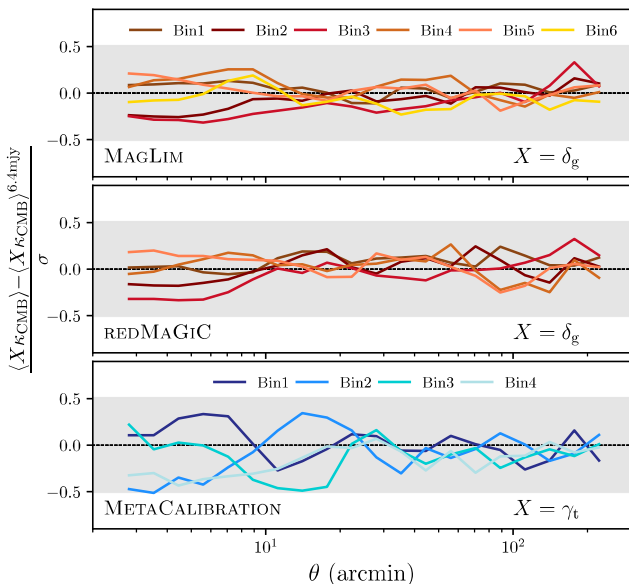 Bin1 Bin2 Bin3 Bin4 Bin5 Bin6
0.5
0.0
−0.5
MagLim
X = δg
0.5
0.0
−0.5
redMaGiC
X = δg
Bin1 Bin2 Bin3 Bin4
0.5
0.0
−0.5
MetaCalibration
X = γt
10¹ 10²
θ (arcmin)
⟨XκCMB⟩−⟨XκCMB⟩^6.4mjy
σ